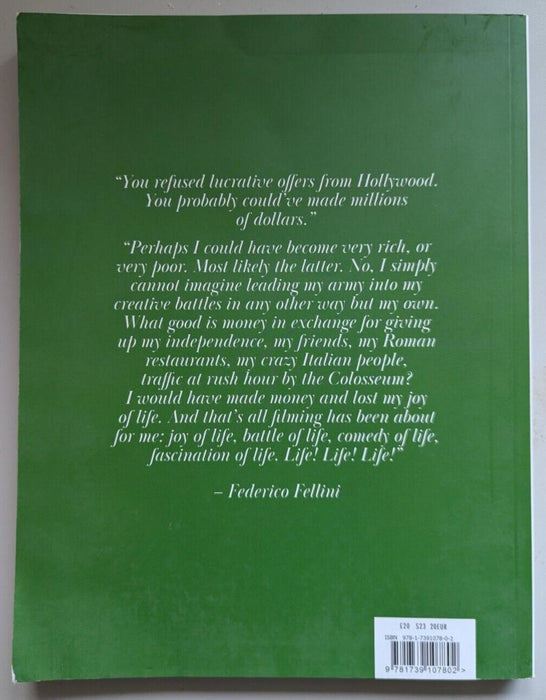 “You refused lucrative offers from Hollywood.
You probably could’ve made millions
of dollars.”
“Perhaps I could have become very rich, or
very poor. Most likely the latter. No, I simply
cannot imagine leading my army into my
creative battles in any other way but my own.
What good is money in exchange for giving
up my independence, my friends, my Roman
restaurants, my crazy Italian people,
traffic at rush hour by the Colosseum?
I would have made money and lost my joy
of life. And that’s all filming has been about
for me: joy of life, battle of life, comedy of life,
fascination of life. Life! Life! Life!”
– Federico Fellini
£20 $23 20EUR
ISBN 978-1-7391078-0-2
9 781739 107802 >